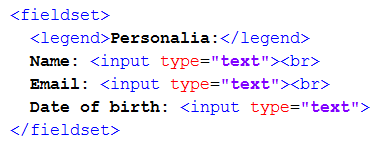 <fieldset>
<legend>Personalia:</legend>
Name: <input type="text"><br>
Email: <input type="text"><br>
Date of birth: <input type="text">
</fieldset>